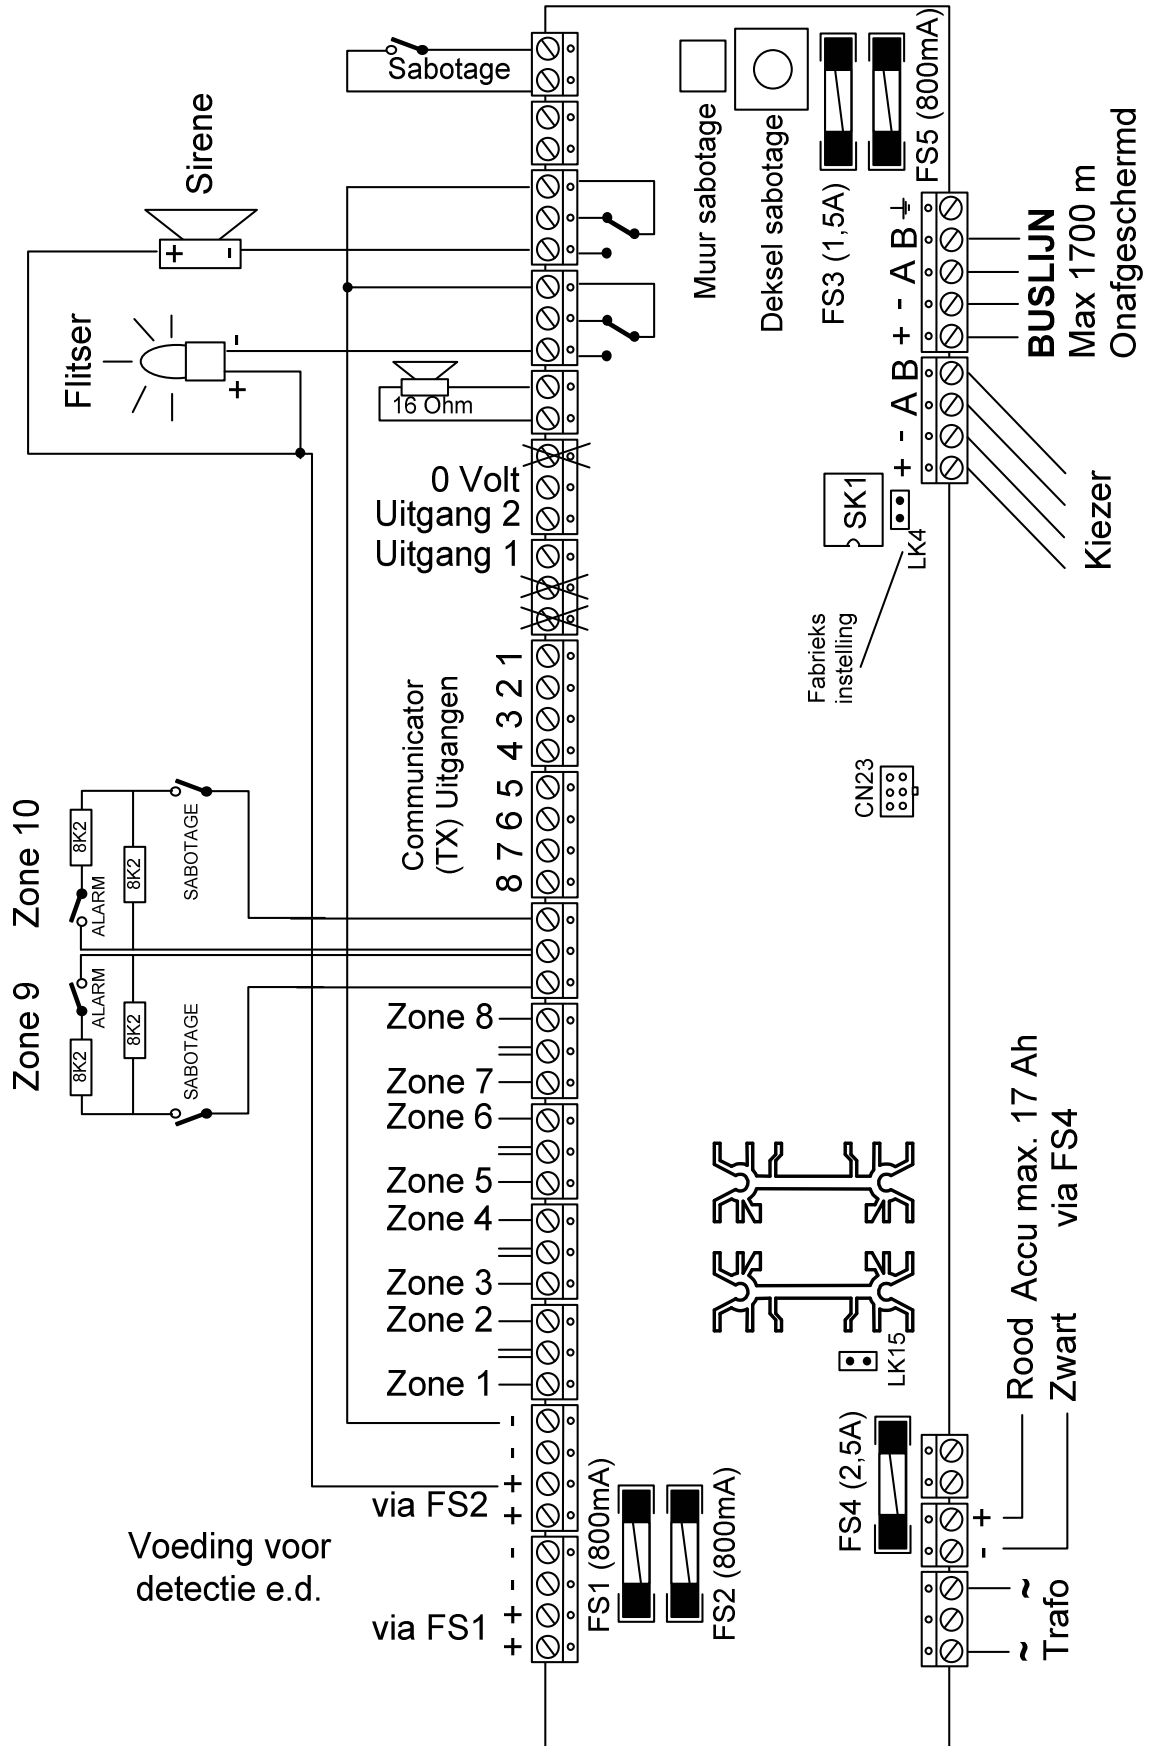 Sabotage
Sirene
+ -
Flitser
- +
16 Ohm
0 Volt
Uitgang 2
Uitgang 1
Communicator
(TX) Uitgangen
8 7 6 5 4 3 2 1
Zone 10
8K2
8K2
ALARM
SABOTAGE
Zone 9
8K2
8K2
ALARM
SABOTAGE
Zone 8
Zone 7
Zone 6
Zone 5
Zone 4
Zone 3
Zone 2
Zone 1
-
-
+
via FS2 +
Voeding voor
detectie e.d.
-
-
+
via FS1 +
FS1 (800mA)
FS2 (800mA)
Muur sabotage
Deksel sabotage
FS3 (1,5A)
FS5 (800mA)
+ - A B
BUSLIJN
Max 1700 m
Onafgeschermd
+ - A B
Kiezer
SK1
LK4
Fabrieks
instelling
CN23
LK15
FS4 (2,5A)
Rood Accu max. 17 Ah
Zwart via FS4
+
-
~ ~
Trafo